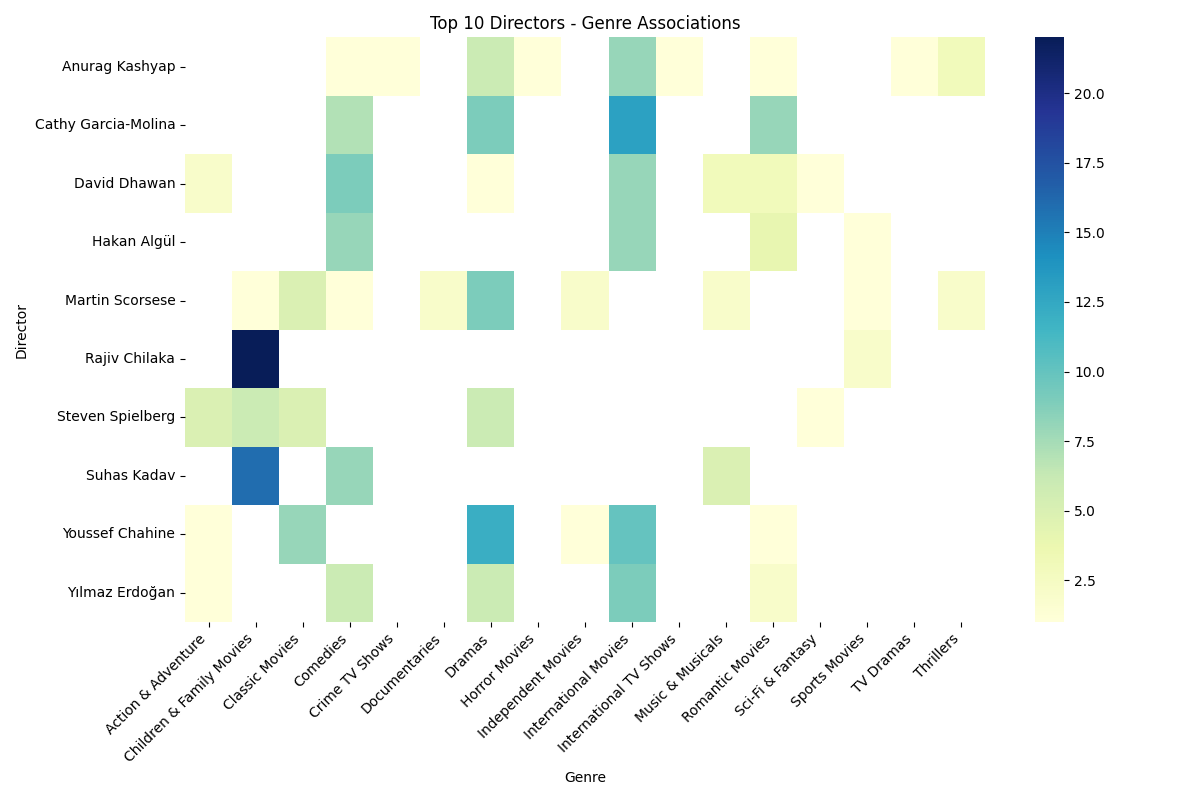 Top 10 Directors - Genre Associations
Director
Anurag Kashyap
Cathy Garcia-Molina
David Dhawan
Hakan Algül
Martin Scorsese
Rajiv Chilaka
Steven Spielberg
Suhas Kadav
Youssef Chahine
Yılmaz Erdoğan
Action & Adventure
Children & Family Movies
Classic Movies
Comedies
Crime TV Shows
Documentaries
Dramas
Horror Movies
Independent Movies
International Movies
International TV Shows
Music & Musicals
Romantic Movies
Sci-Fi & Fantasy
Sports Movies
TV Dramas
Thrillers
Genre
20.0
17.5
15.0
12.5
10.0
7.5
5.0
2.5